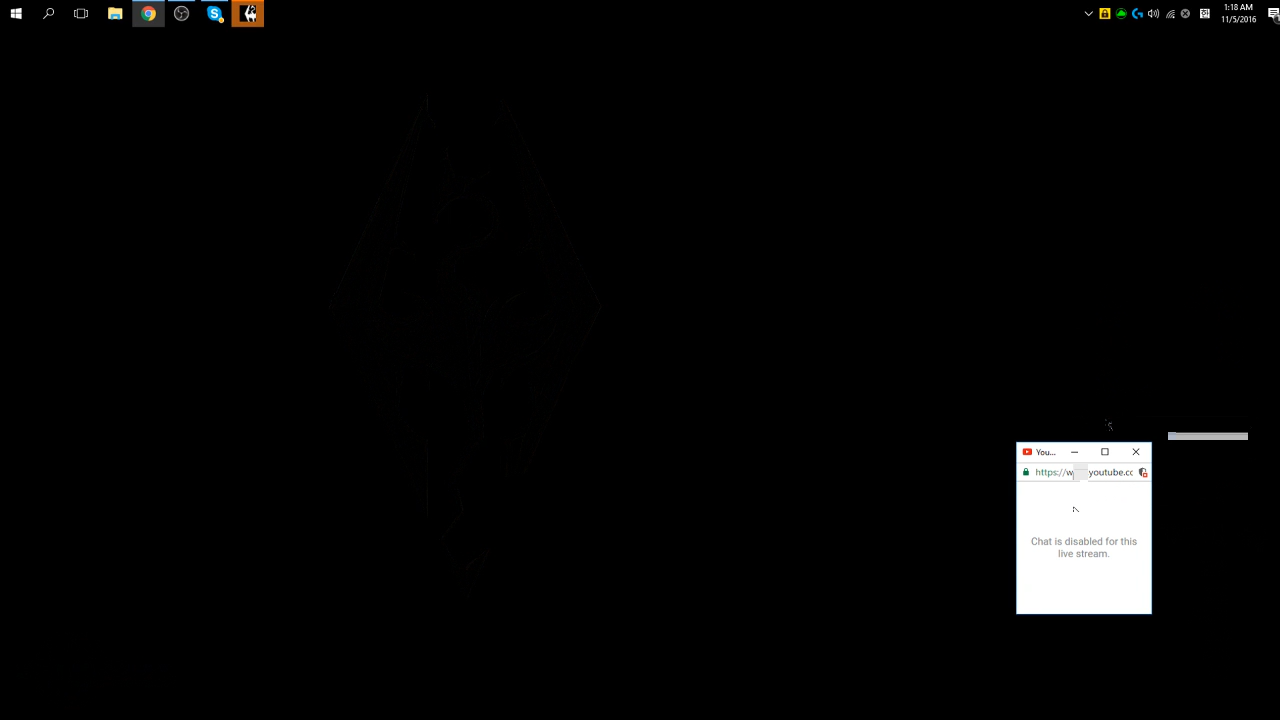 1:18 AM
11/5/2016
You...
https://w youtube.cc
Chat is disabled for this
live stream.